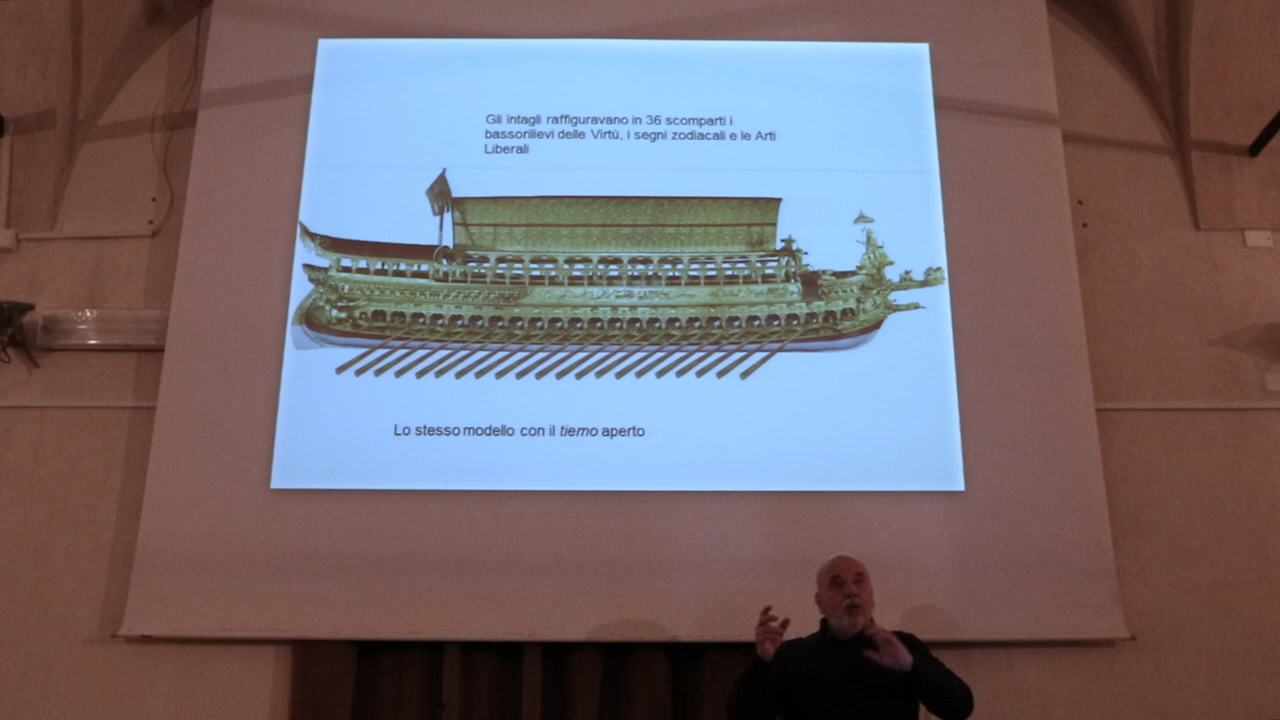 Gli intagli raffiguravano in 36 scomparti i
bassorilievi delle Virtù, i segni zodiacali e le Arti
Liberali
Lo stesso modello con il tiemo aperto